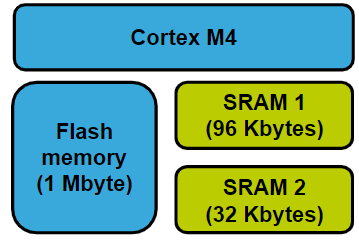 Cortex M4
Flash
memory
(1 Mbyte)
SRAM 1
(96 Kbytes)
SRAM 2
(32 Kbytes)